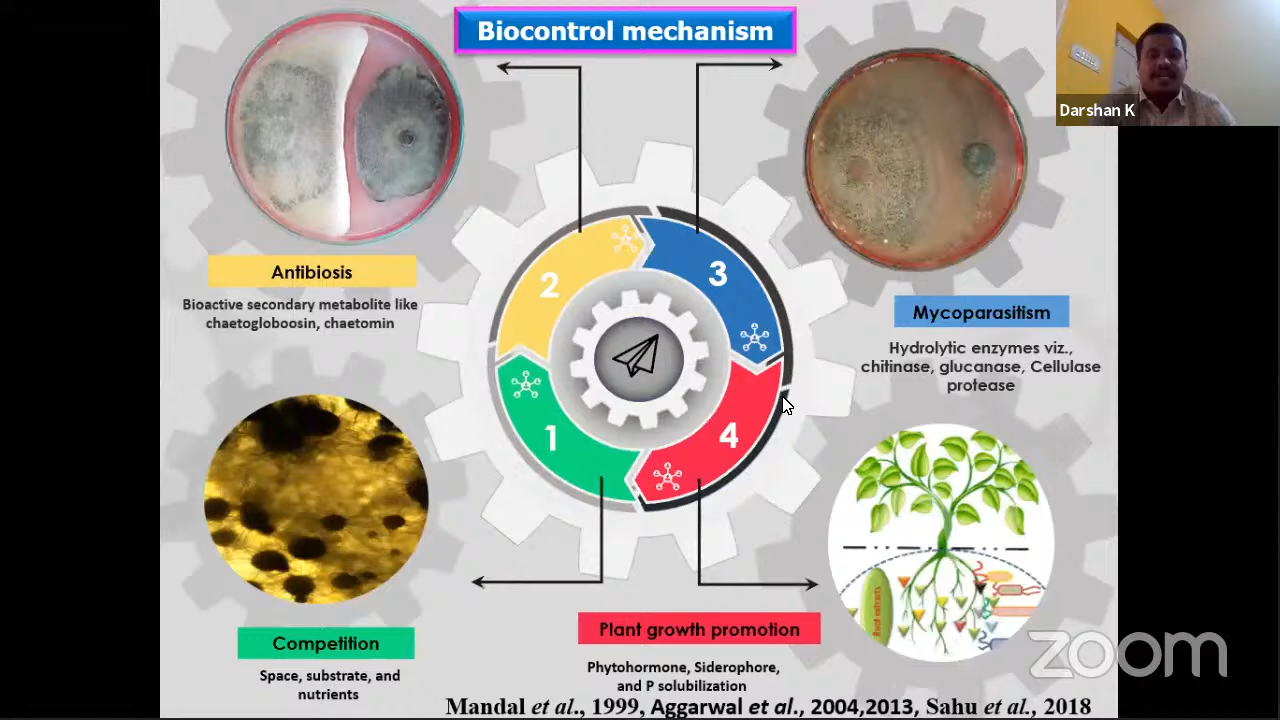 Biocontrol mechanism
Darshan K
2
3
1
4
Antibiosis
Bioactive secondary metabolite like
chaetogloboosin, chaetomin
Mycoparasitism
Hydrolytic enzymes viz.,
chitinase, glucanase, Cellulase
protease
Competition
Space, substrate, and
nutrients
Plant growth promotion
Phytohormone, Siderophore,
and P solubilization
Root extracts
zoom
Mandal et al., 1999, Aggarwal et al., 2004,2013, Sahu et al., 2018